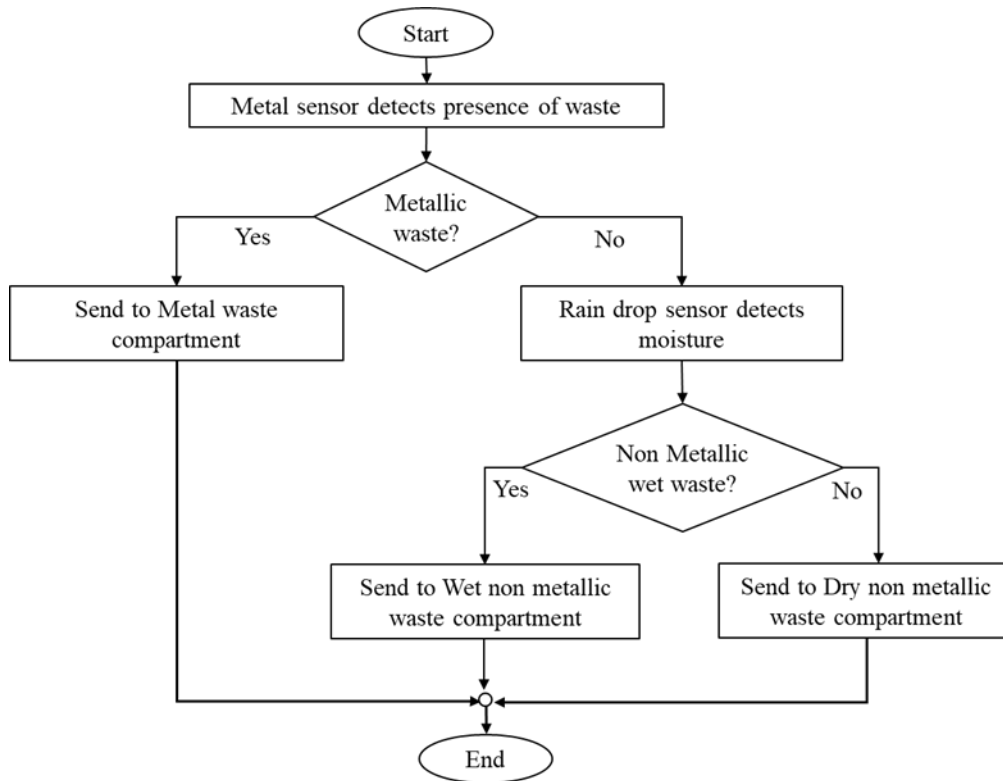 Start
Metal sensor detects presence of waste
Metallic
waste?
Yes
No
Send to Metal waste
compartment
Rain drop sensor detects
moisture
Non Metallic
wet waste?
Yes
No
Send to Wet non metallic
waste compartment
Send to Dry non metallic
waste compartment
End